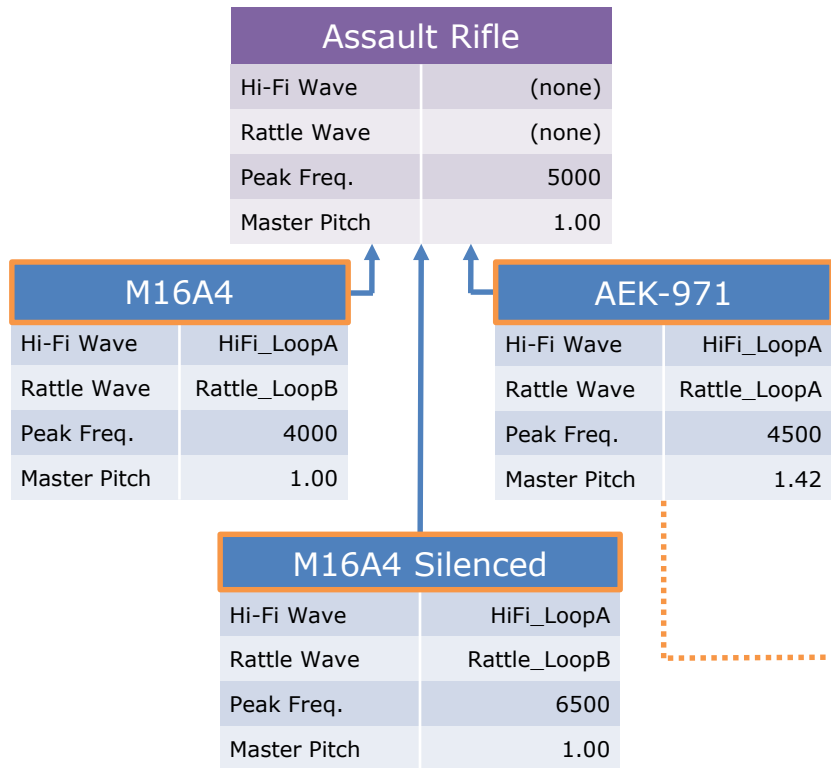 Assault Rifle
Hi-Fi Wave (none)
Rattle Wave (none)
Peak Freq. 5000
Master Pitch 1.00
M16A4
Hi-Fi Wave HiFi_LoopA
Rattle Wave Rattle_LoopB
Peak Freq. 4000
Master Pitch 1.00
AEK-971
Hi-Fi Wave HiFi_LoopA
Rattle Wave Rattle_LoopA
Peak Freq. 4500
Master Pitch 1.42
M16A4 Silenced
Hi-Fi Wave HiFi_LoopA
Rattle Wave Rattle_LoopB
Peak Freq. 6500
Master Pitch 1.00